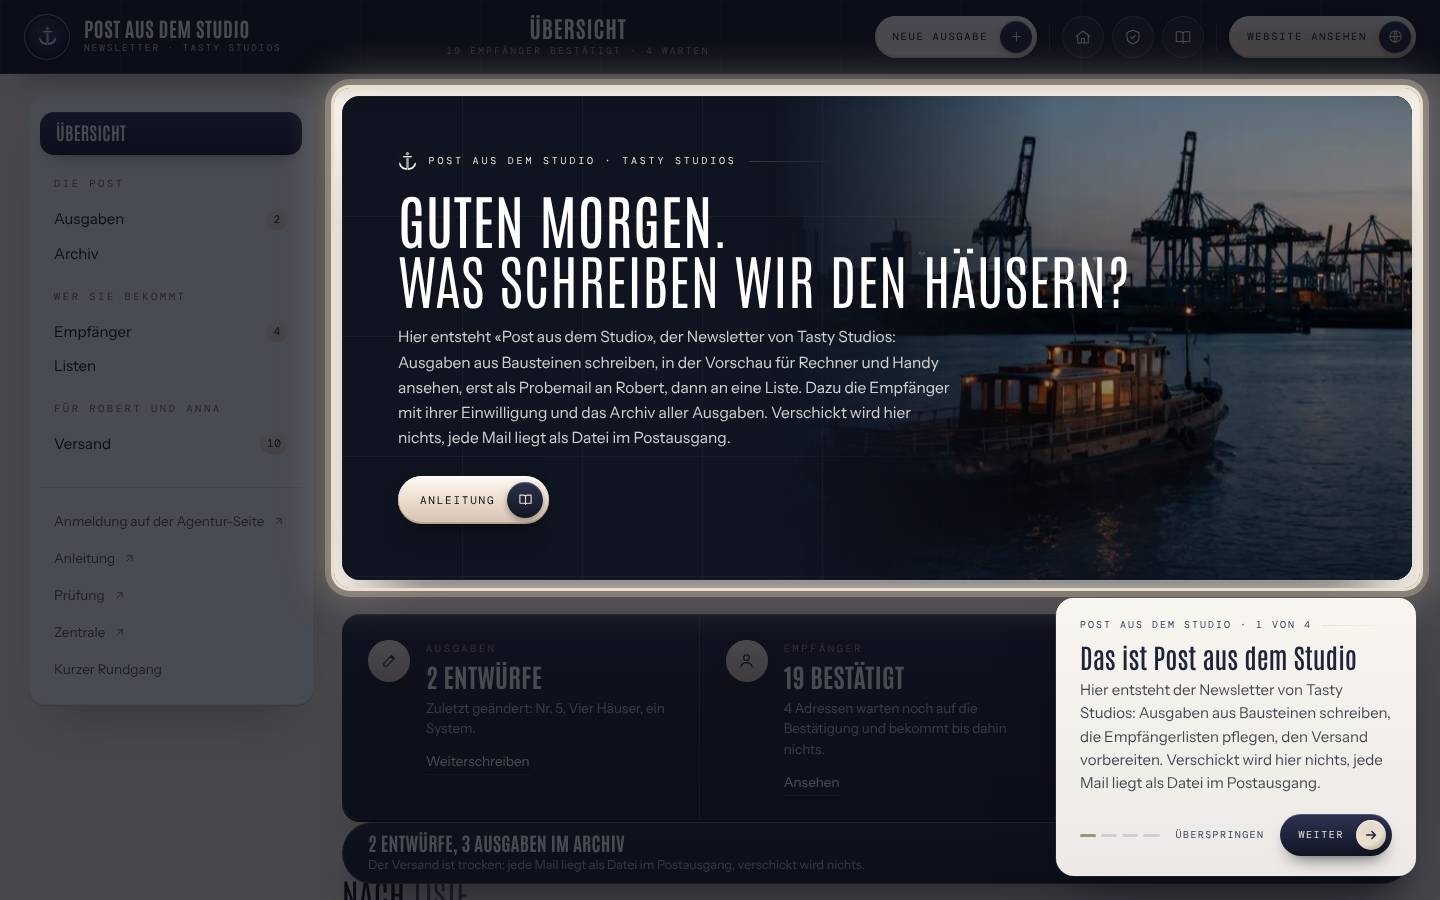 POST AUS DEM STUDIO
NEWSLETTER · TASTY STUDIOS
ÜBERSICHT
19 EMPFÄNGER BESTÄTIGT · 4 WARTEN
NEUE AUSGABE
WEBSITE ANSEHEN
ÜBERSICHT
DIE POST
Ausgaben 2
Archiv
WER SIE BEKOMMT
Empfänger 4
Listen
FÜR ROBERT UND ANNA
Versand 10
Anmeldung auf der Agentur-Seite
Anleitung
Prüfung
Zentrale
Kurzer Rundgang
POST AUS DEM STUDIO · TASTY STUDIOS
GUTEN MORGEN.
WAS SCHREIBEN WIR DEN HÄUSERN?
Hier entsteht «Post aus dem Studio», der Newsletter von Tasty Studios:
Ausgaben aus Bausteinen schreiben, in der Vorschau für Rechner und Handy
ansehen, erst als Probemail an Robert, dann an eine Liste. Dazu die Empfänger
mit ihrer Einwilligung und das Archiv aller Ausgaben. Verschickt wird hier
nichts, jede Mail liegt als Datei im Postausgang.
ANLEITUNG
AUSGABEN
2 ENTWÜRFE
Zuletzt geändert: Nr. 5, Vier Häuser, ein
System.
Weiterschreiben
EMPFÄNGER
19 BESTÄTIGT
4 Adressen warten noch auf die
Bestätigung und bekommt bis dahin
nichts.
Ansehen
2 ENTWÜRFE, 3 AUSGABEN IM ARCHIV
Der Versand ist trocken: jede Mail liegt als Datei im Postausgang, verschickt wird nichts.
NACH LISTE
POST AUS DEM STUDIO · 1 VON 4
Das ist Post aus dem Studio
Hier entsteht der Newsletter von Tasty
Studios: Ausgaben aus Bausteinen schreiben,
die Empfängerlisten pflegen, den Versand
vorbereiten. Verschickt wird hier nichts, jede
Mail liegt als Datei im Postausgang.
ÜBERSPRINGEN
WEITER